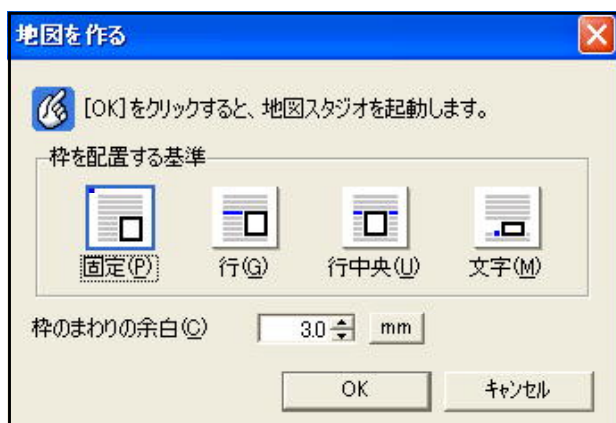 地図を作る
[OK]をクリックすると、地図スタジオを起動します。
枠を配置する基準
固定(P) 行(G) 行中央(U) 文字(M)
枠のまわりの余白(C) 3.0 mm
OK キャンセル